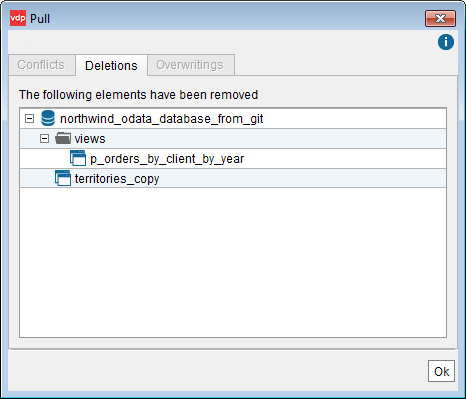 vdp Pull
Conflicts Deletions Overwritings
The following elements have been removed
northwind_odata_database_from_git
views
p_orders_by_client_by_year
territories_copy
Ok